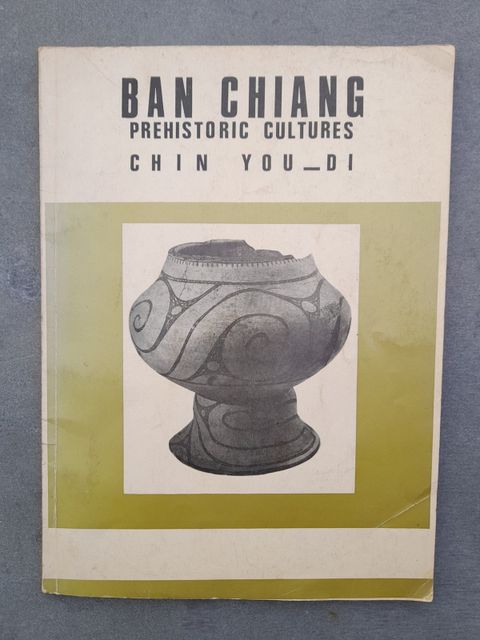 BAN CHIANG
PREHISTORIC CULTURES
CHIN YOU_DI